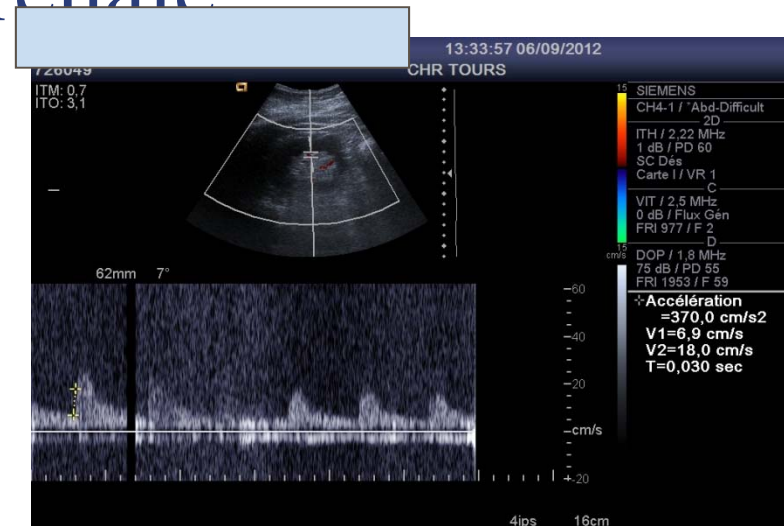 13:33:57 06/09/2012
726049
CHR TOURS
ITM: 0,7
ITO: 3,1
15
SIEMENS
CH4-1 / *Abd-Difficult
2D
ITH / 2,22 MHz
1 dB / PD 60
SC Dés
Carte I / VR 1
C
VIT / 2,5 MHz
0 dB / Flux Gén
FRI 977 / F 2
15
cm/s
D
DOP / 1,8 MHz
75 dB / PD 55
FRI 1953 / F 59
62mm 7°
Accélération
=370,0 cm/s2
V1=6,9 cm/s
V2=18,0 cm/s
T=0,030 sec
-60
-40
-20
-cm/s
-20
4ips 16cm